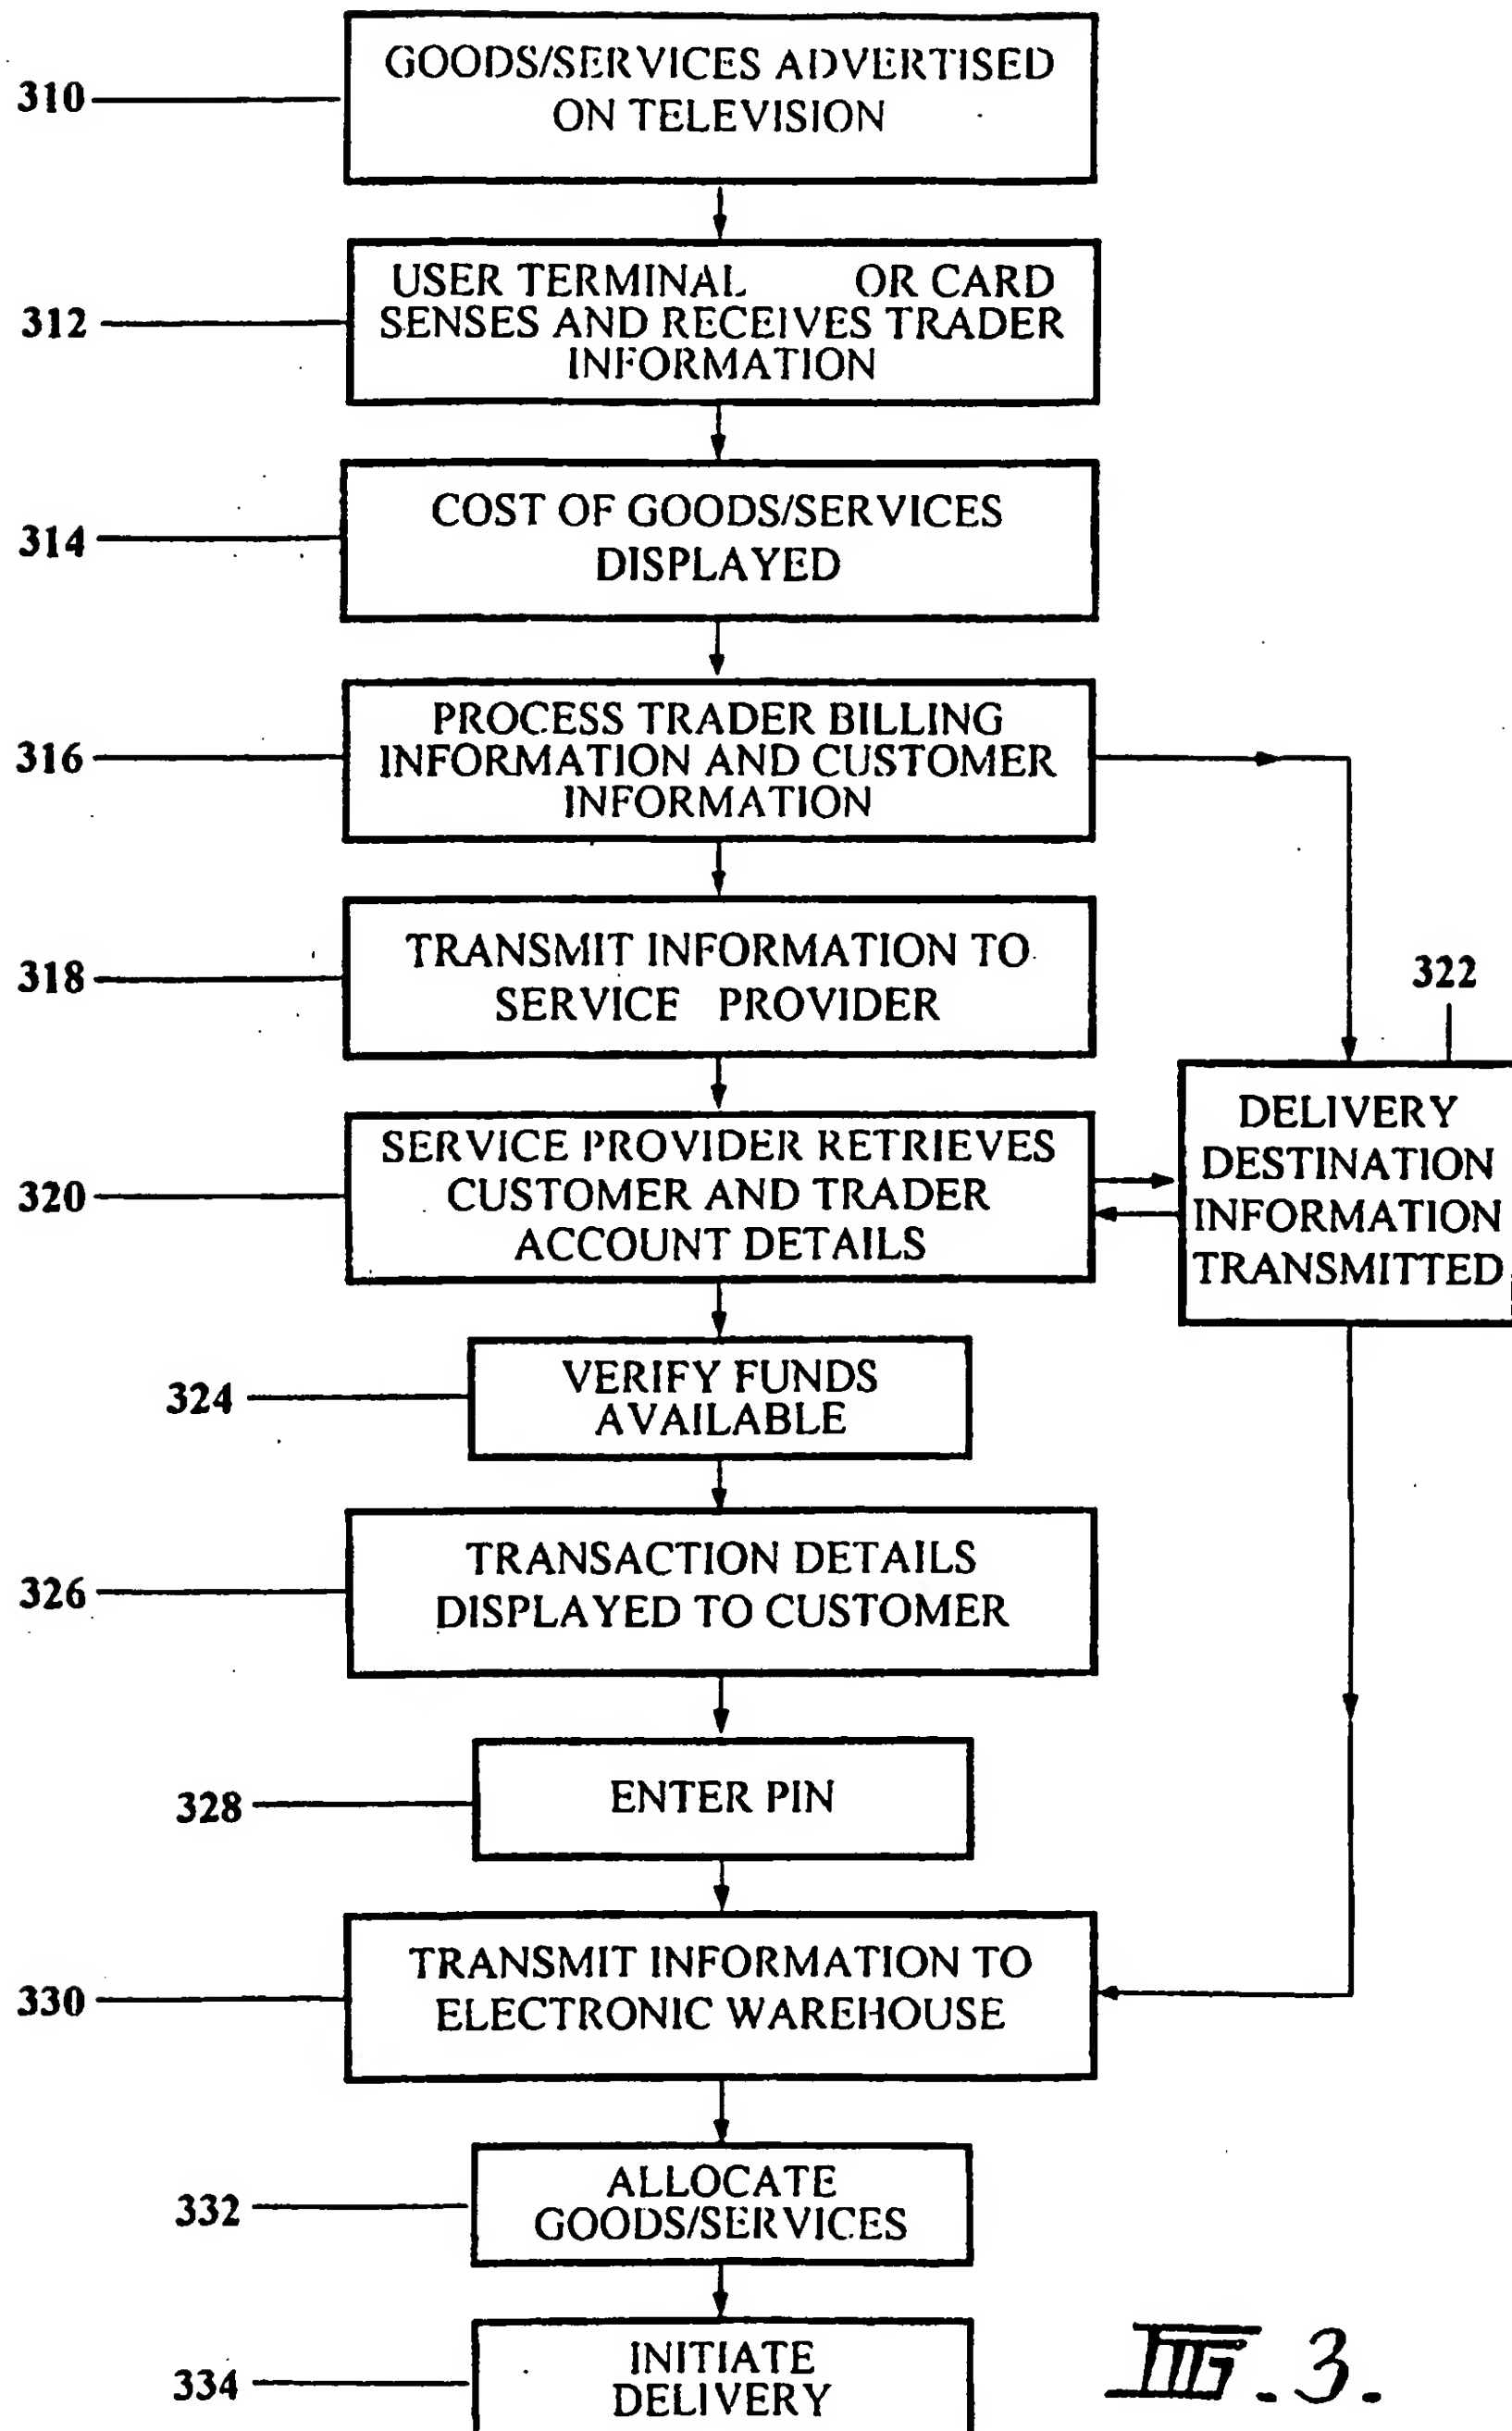 310
GOODS/SERVICES ADVERTISED
ON TELEVISION
312
USER TERMINAL OR CARD
SENSES AND RECEIVES TRADER
INFORMATION
314
COST OF GOODS/SERVICES
DISPLAYED
316
PROCESS TRADER BILLING
INFORMATION AND CUSTOMER
INFORMATION
318
TRANSMIT INFORMATION TO
SERVICE PROVIDER
322
DELIVERY
DESTINATION
INFORMATION
TRANSMITTED
320
SERVICE PROVIDER RETRIEVES
CUSTOMER AND TRADER
ACCOUNT DETAILS
324
VERIFY FUNDS
AVAILABLE
326
TRANSACTION DETAILS
DISPLAYED TO CUSTOMER
328
ENTER PIN
330
TRANSMIT INFORMATION TO
ELECTRONIC WAREHOUSE
332
ALLOCATE
GOODS/SERVICES
334
INITIATE
DELIVERY
FIG. 3.